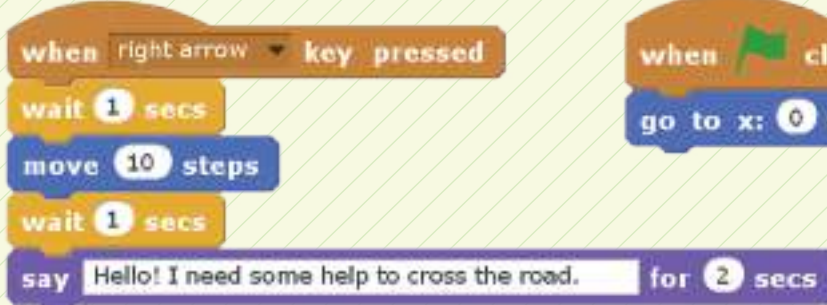 when right arrow key pressed
wait 1 secs
move 10 steps
wait 1 secs
say Hello! I need some help to cross the road. for 2 secs
when
go to x: 0